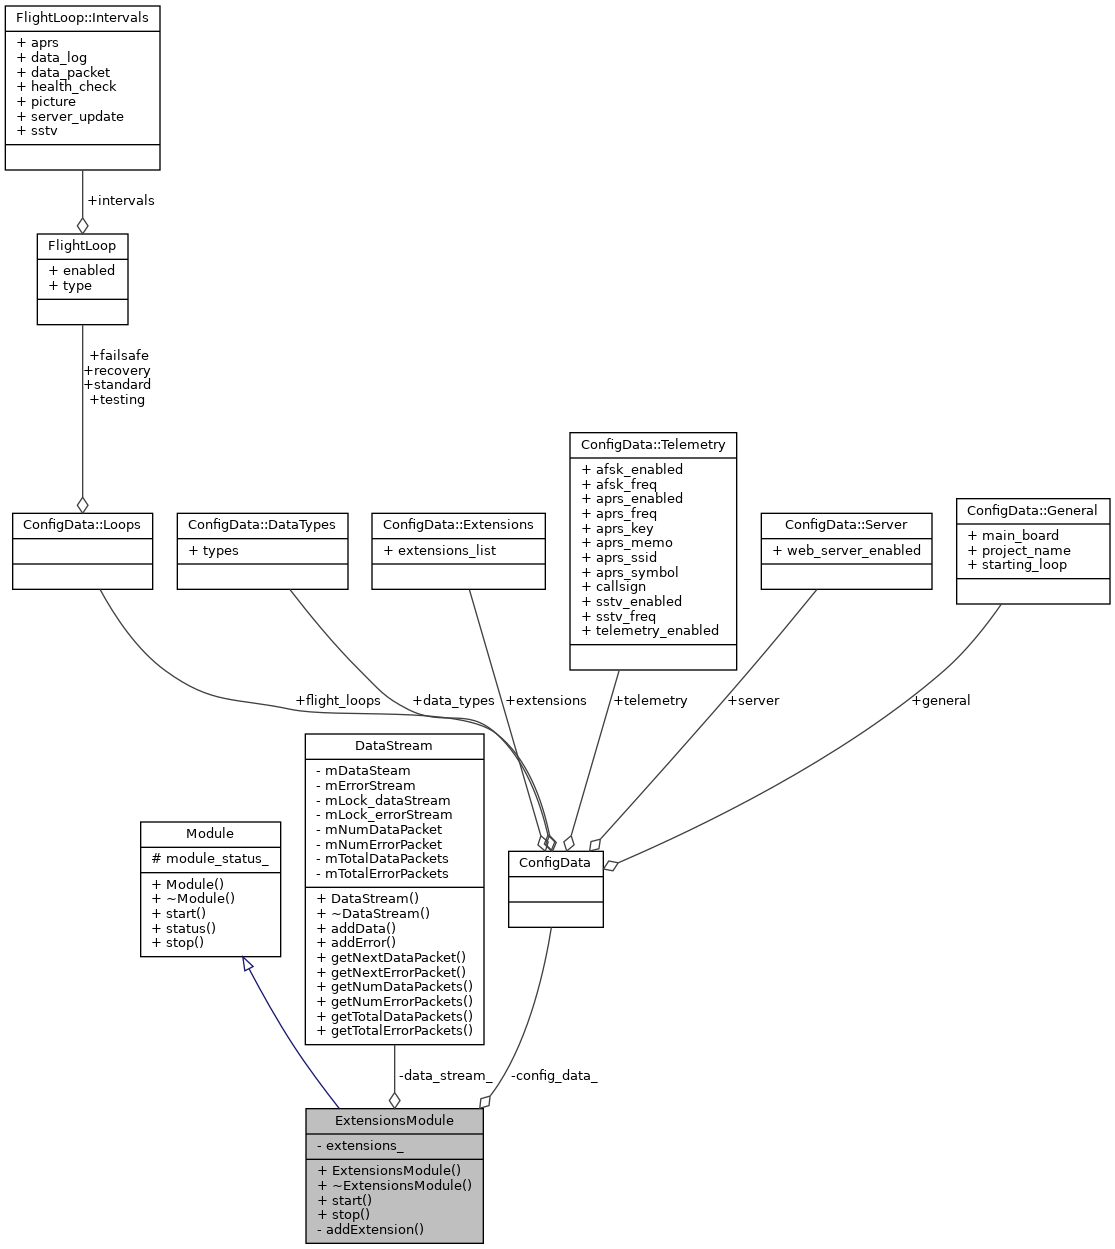 FlightLoop::Intervals
+ aprs
+ data_log
+ data_packet
+ health_check
+ picture
+ server_update
+ sstv
+intervals
FlightLoop
+ enabled
+ type
+failsafe
+recovery
+standard
+testing
ConfigData::Loops
ConfigData::DataTypes
+ types
ConfigData::Extensions
+ extensions_list
ConfigData::Telemetry
+ afsk_enabled
+ afsk_freq
+ aprs_enabled
+ aprs_freq
+ aprs_key
+ aprs_memo
+ aprs_ssid
+ aprs_symbol
+ callsign
+ sstv_enabled
+ sstv_freq
+ telemetry_enabled
ConfigData::Server
+ web_server_enabled
ConfigData::General
+ main_board
+ project_name
+ starting_loop
+flight_loops
+data_types
+extensions
+telemetry
+server
+general
DataStream
- mDataSteam
- mErrorStream
- mLock_dataStream
- mLock_errorStream
- mNumDataPacket
- mNumErrorPacket
- mTotalDataPackets
- mTotalErrorPackets
+ DataStream()
+ ~DataStream()
+ addData()
+ addError()
+ getNextDataPacket()
+ getNextErrorPacket()
+ getNumDataPackets()
+ getNumErrorPackets()
+ getTotalDataPackets()
+ getTotalErrorPackets()
Module
# module_status_
+ Module()
+ ~Module()
+ start()
+ status()
+ stop()
ConfigData
-data_stream_
-config_data_
ExtensionsModule
- extensions_
+ ExtensionsModule()
+ ~ExtensionsModule()
+ start()
+ stop()
- addExtension()